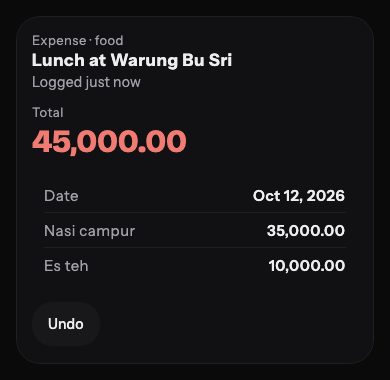 Expense · food
Lunch at Warung Bu Sri
Logged just now
Total
45,000.00
Date Oct 12, 2026
Nasi campur 35,000.00
Es teh 10,000.00
Undo